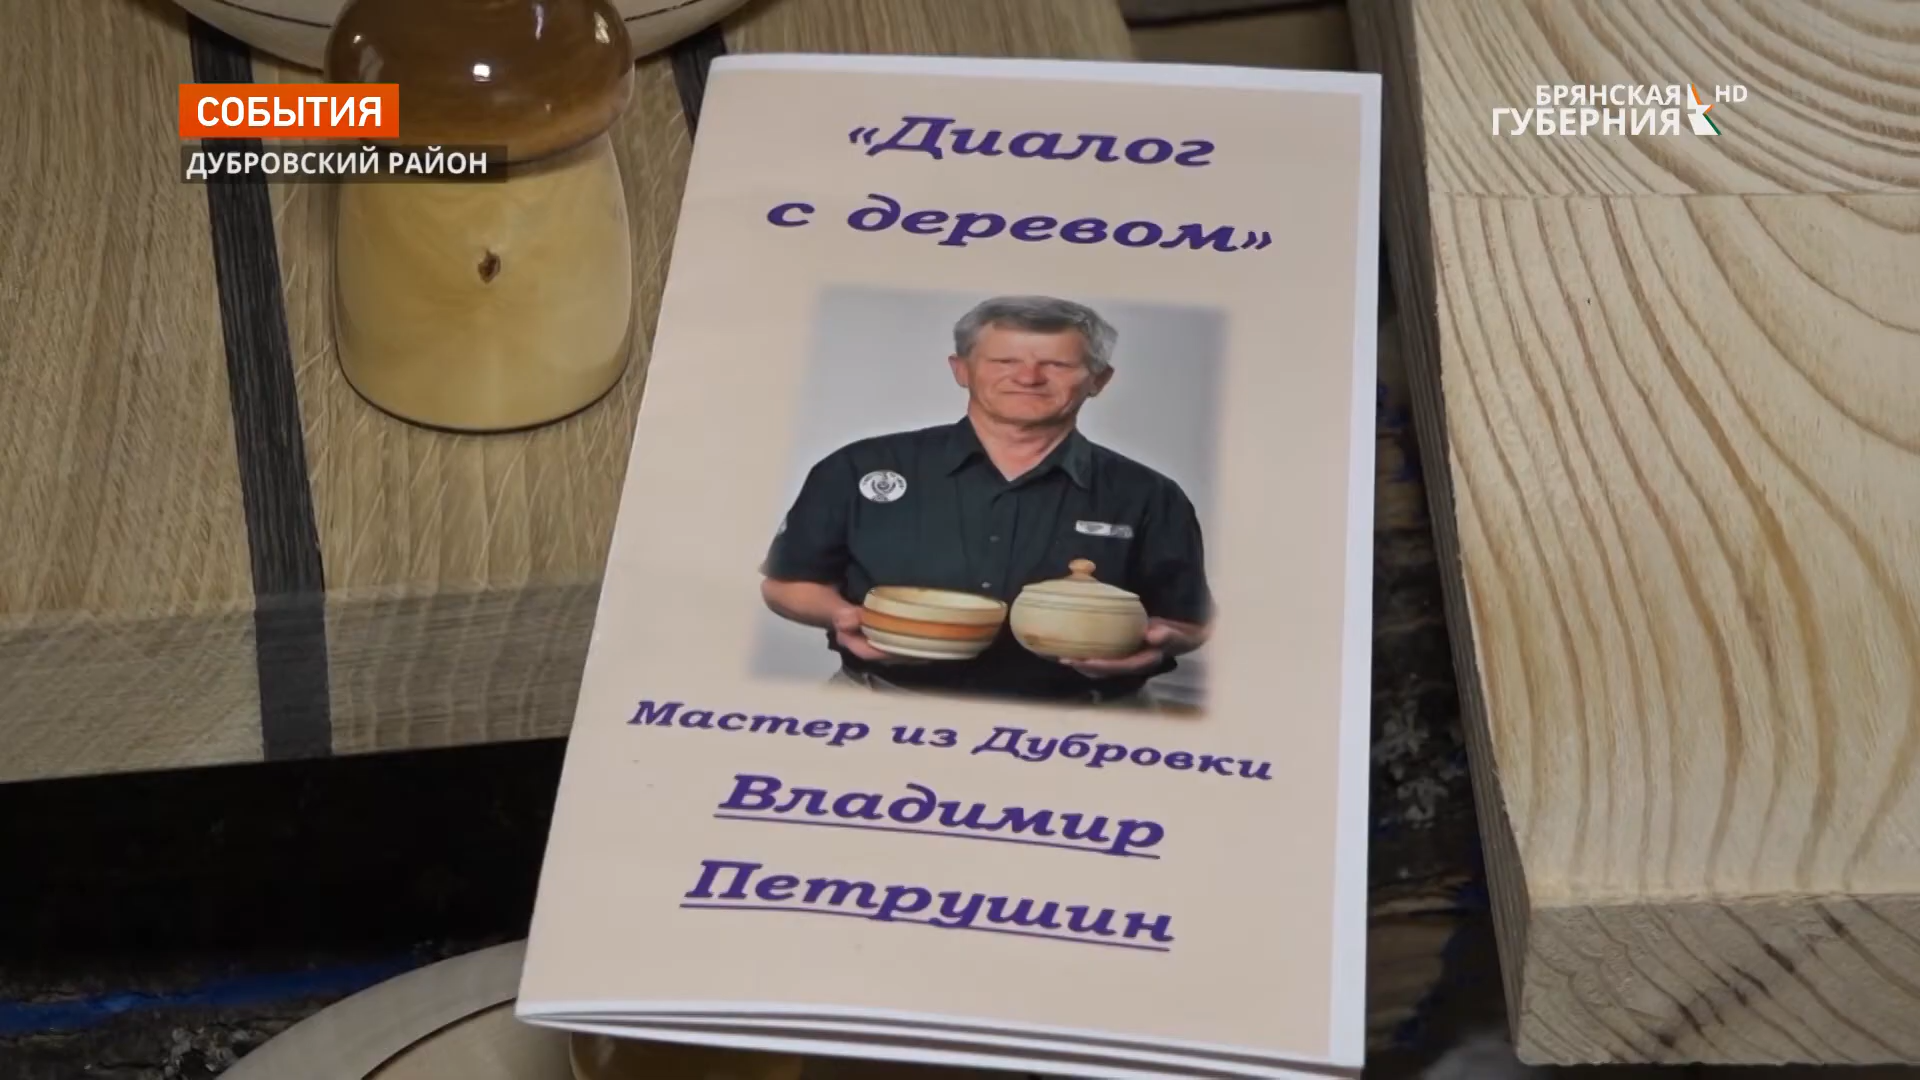 СОБЫТИЯ
ДУБРОВСКИЙ РАЙОН
БРЯНСКАЯ HD
ГУБЕРНИЯ
«Диалог
с деревом»
Мастер из Дубровки
Владимир
Петрушин